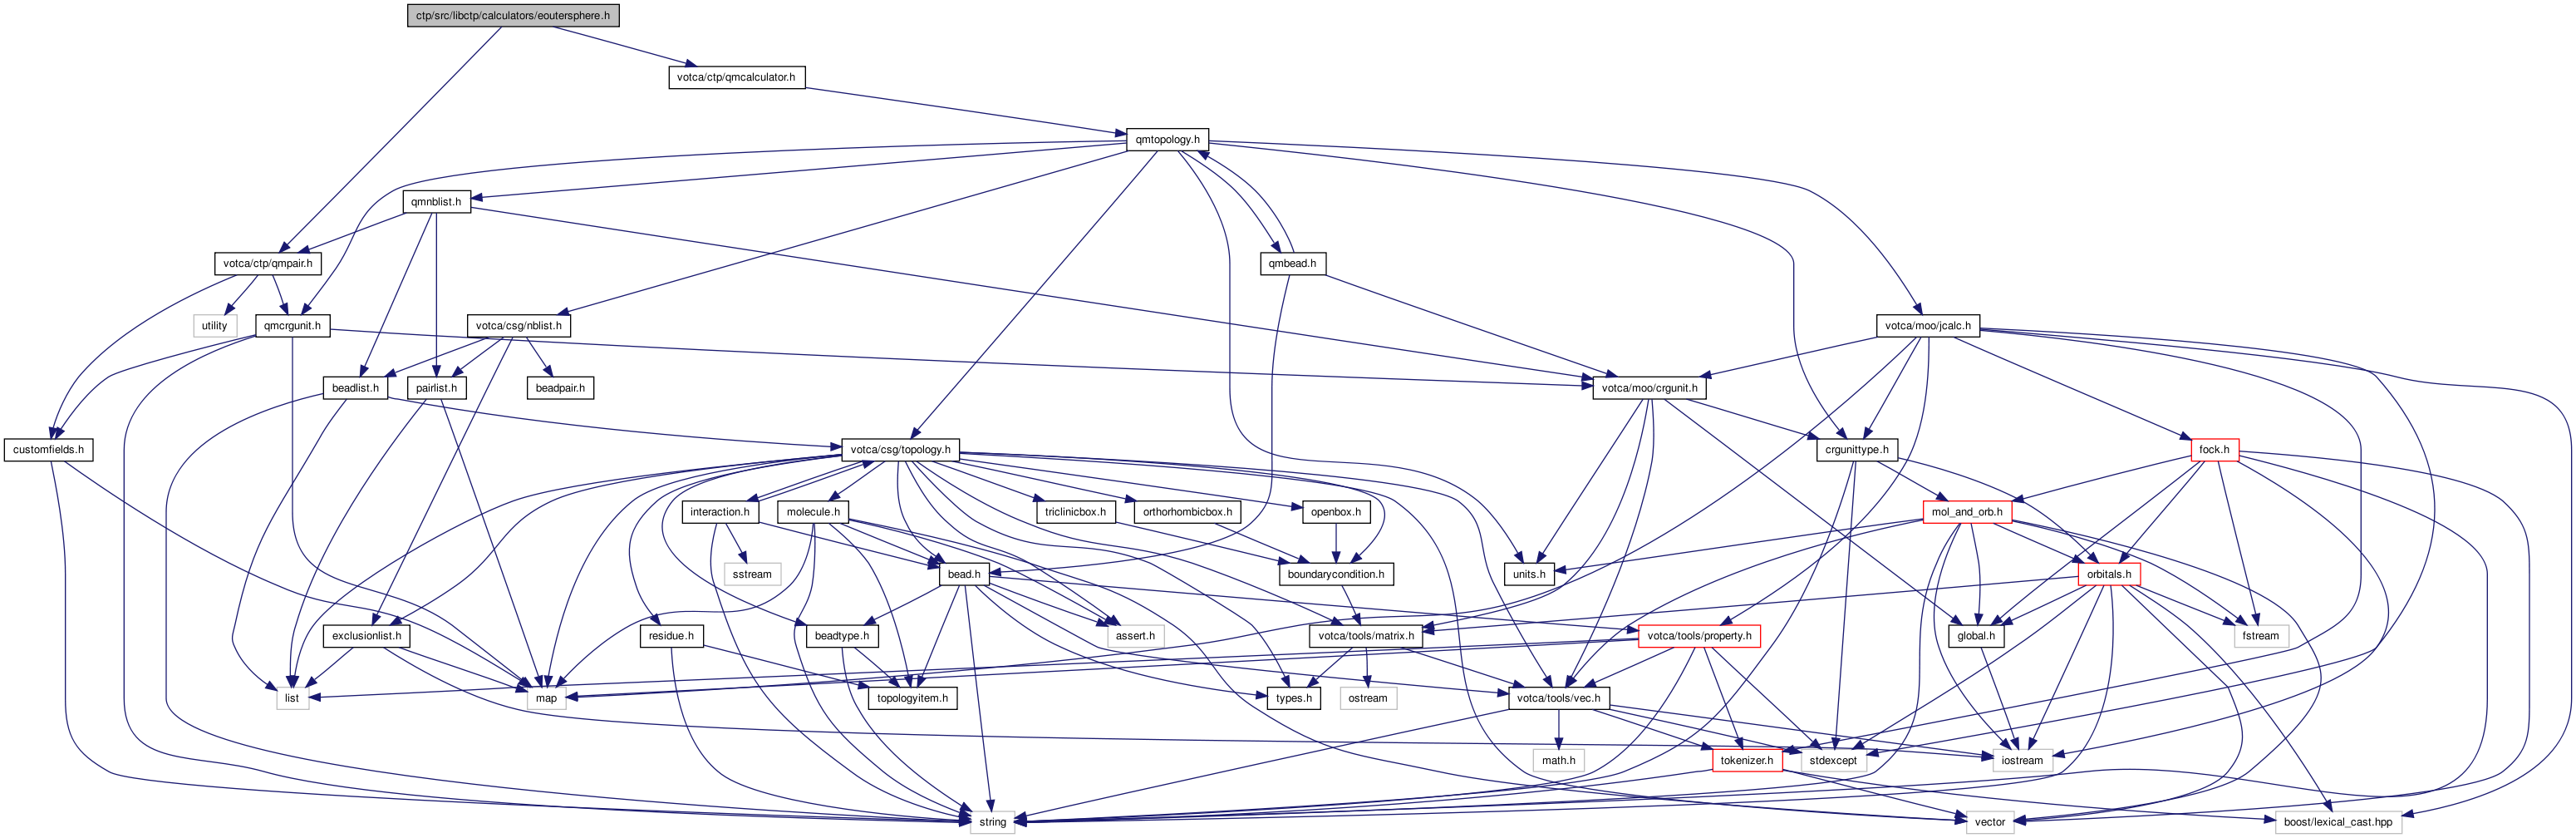 ctp/src/libctp/calculators/eoutersphere.h
votca/ctp/qmcalculator.h
qmtopology.h
qmnblist.h
votca/ctp/qmpair.h
qmbead.h
utility
qmcrgunit.h
votca/csg/nblist.h
votca/moo/jcalc.h
beadlist.h
pairlist.h
beadpair.h
votca/moo/crgunit.h
customfields.h
votca/csg/topology.h
crgunittype.h
fock.h
interaction.h
molecule.h
triclinicbox.h
orthorhombicbox.h
openbox.h
mol_and_orb.h
sstream
bead.h
boundarycondition.h
units.h
orbitals.h
exclusionlist.h
residue.h
beadtype.h
assert.h
votca/tools/matrix.h
votca/tools/property.h
global.h
fstream
list
map
topologyitem.h
types.h
ostream
votca/tools/vec.h
math.h
tokenizer.h
stdexcept
iostream
string
vector
boost/lexical_cast.hpp